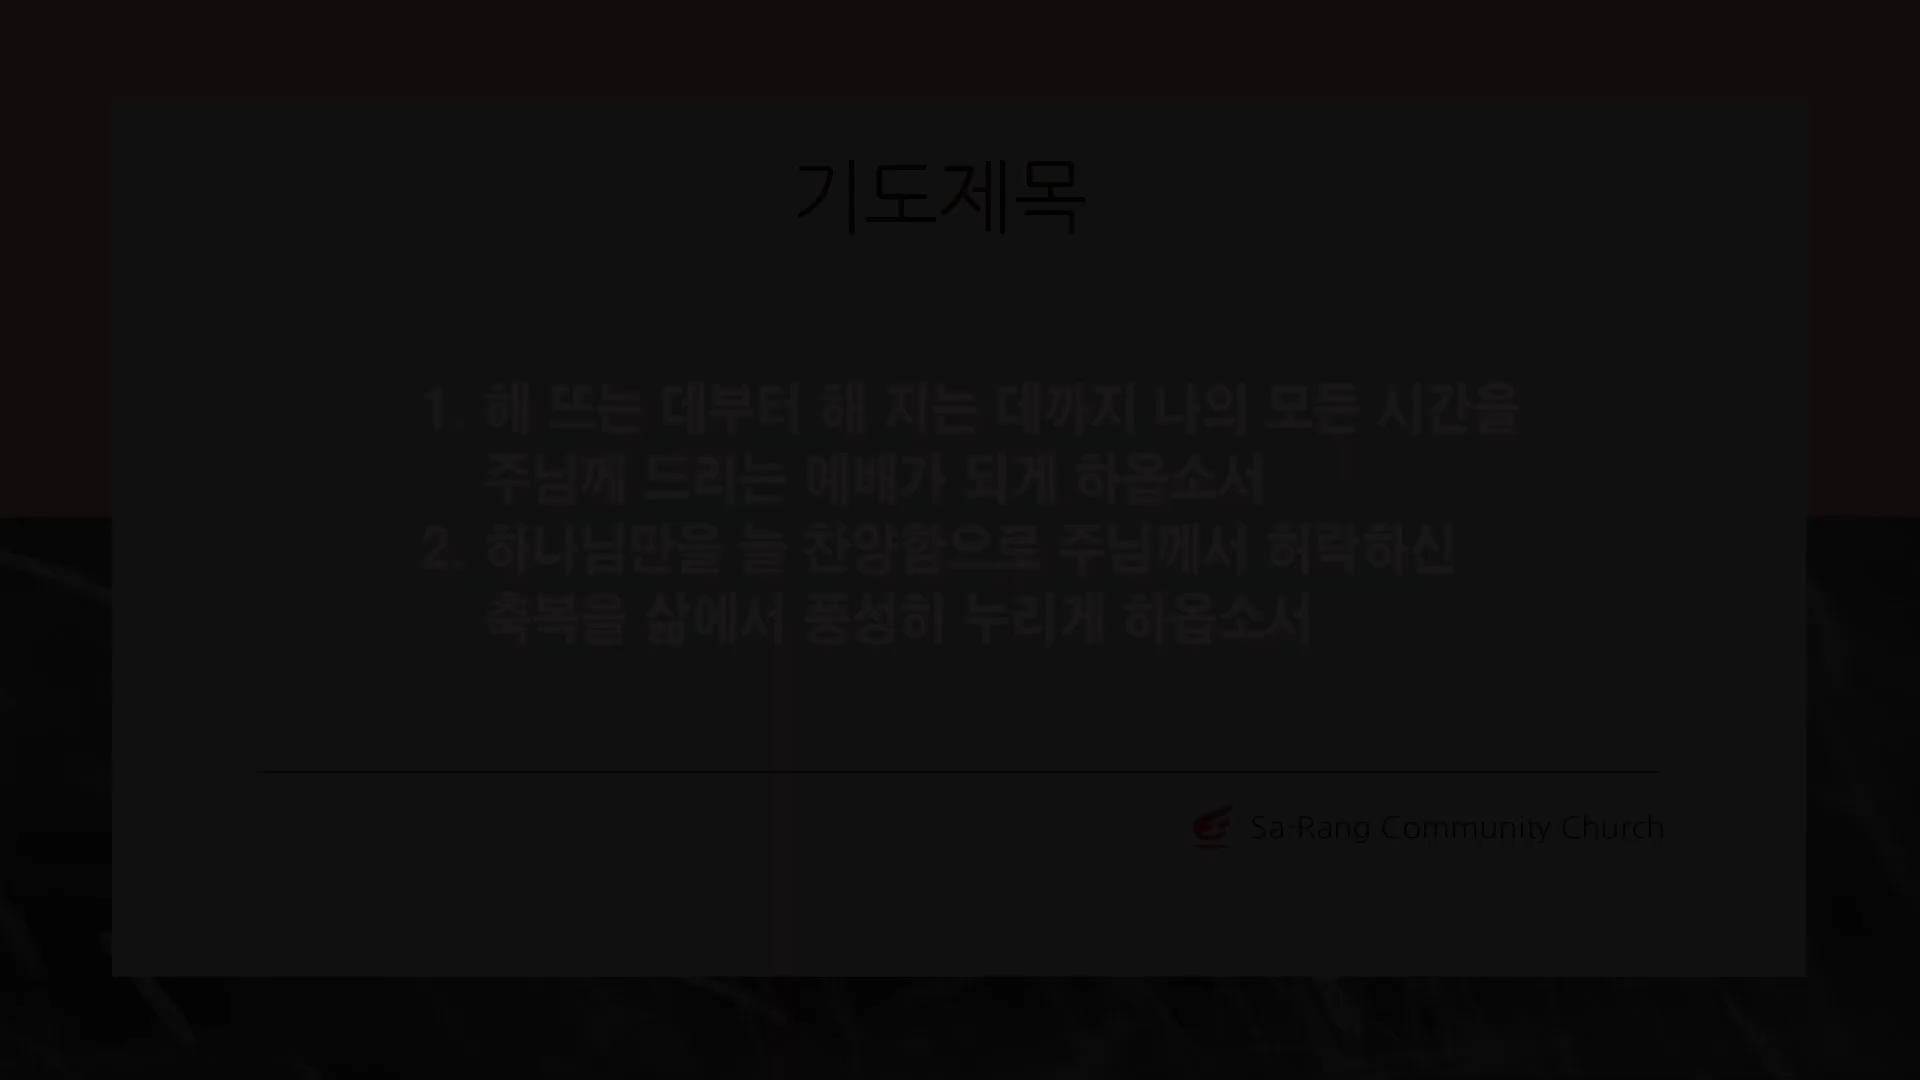 기도제목
1. 해 뜨는 데부터 해 지는 데까지 나의 모든 시간을
주님께 드리는 예배가 되게 하옵소서
2. 하나님만을 늘 찬양함으로 주님께서 허락하신
축복을 삶에서 풍성히 누리게 하옵소서
Sa-Rang Community Church